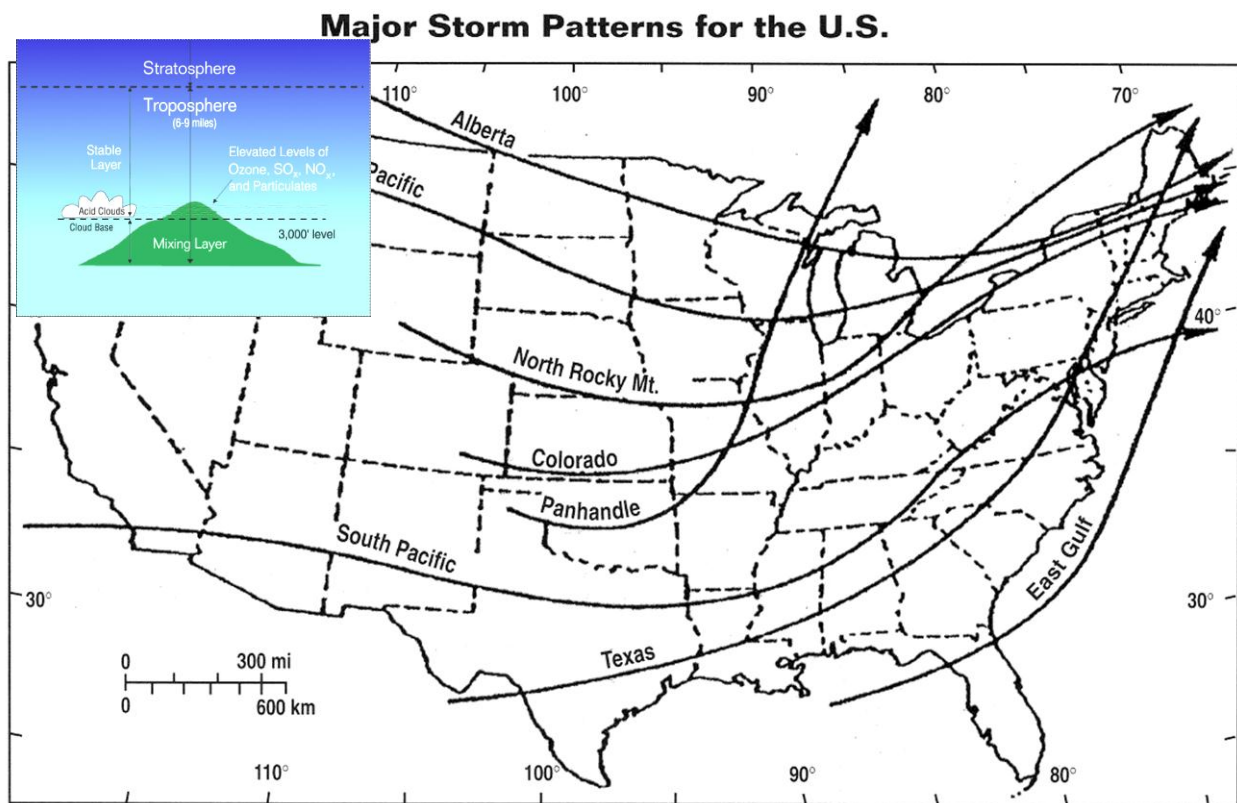 Major Storm Patterns for the U.S.
Stratosphere
Troposphere
(6-9 miles)
Stable
Layer
Elevated Levels of
Ozone, SOx, NOx,
and Particulates
Acid Clouds
Cloud Base
3,000' level
Mixing Layer
110°
100°
90°
80°
70°
Alberta
Pacific
40°
North Rocky Mt.
Colorado
Panhandle
South Pacific
East Gulf
30°
30°
Texas
0
300 mi
0
600 km
110°
100°
90°
80°